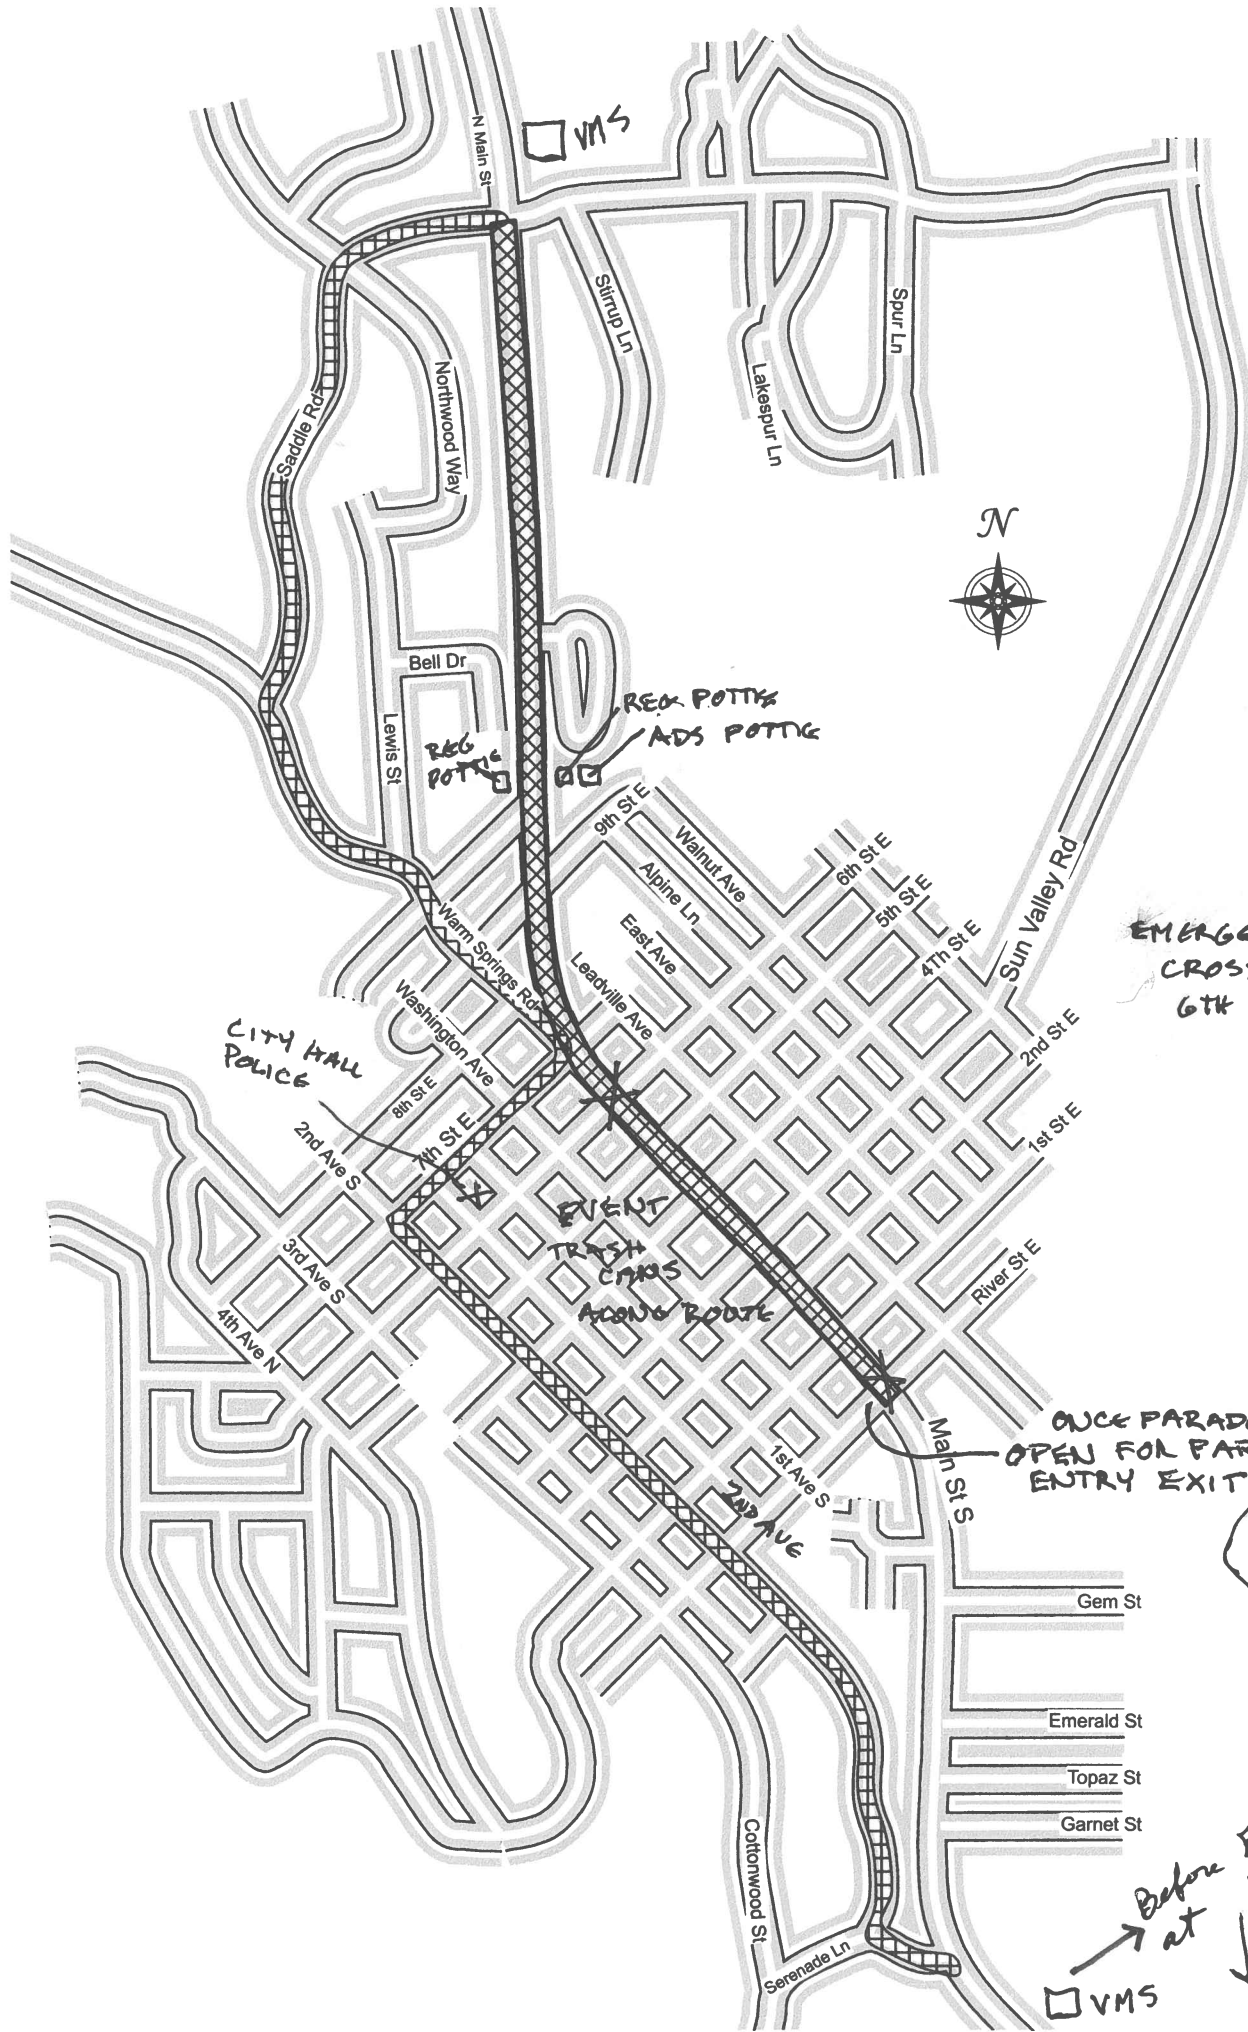 VMS
N Main St
Stirrup Ln
Spur Ln
Lakespur Ln
Northwood Way
Saddle Rd
N
Bell Dr
Lewis St
REG POTTIE
ADS POTTIE
REG
POTTIE
9th St E
Walnut Ave
Alpine Ln
6th St E
5th St E
4Th St E
Sun Valley Rd
East Ave
Leadville Ave
Warm Springs Rd
Washington Ave
CROSS
6TH
2nd St E
1st St E
CITY HALL
POLICE
8th St E
7th St E
2nd Ave S
3rd Ave S
4th Ave N
EVENT
TRASH
CANS
ALONG ROUTE
River St E
ONCE PARAD
OPEN FOR PAR
ENTRY EXIT
Main St S
1st Ave S
2ND AVE
Gem St
Emerald St
Topaz St
Garnet St
Cottonwood St
Serenade Ln
Before
at
VMS